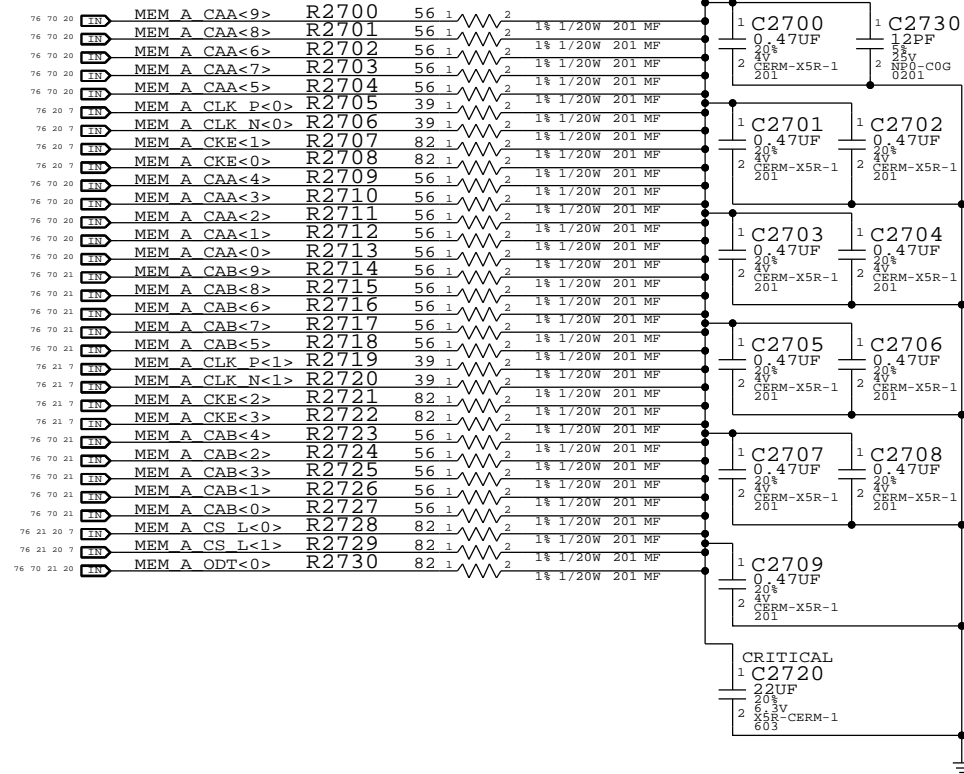 76 70 20 IN MEM_A_CAA<9> R2700 56 1 2 1% 1/20W 201 MF
76 70 20 IN MEM_A_CAA<8> R2701 56 1 2 1% 1/20W 201 MF
76 70 20 IN MEM_A_CAA<6> R2702 56 1 2 1% 1/20W 201 MF
76 70 20 IN MEM_A_CAA<7> R2703 56 1 2 1% 1/20W 201 MF
76 70 20 IN MEM_A_CAA<5> R2704 56 1 2 1% 1/20W 201 MF
76 20 7 IN MEM_A_CLK_P<0> R2705 39 1 2 1% 1/20W 201 MF
76 20 7 IN MEM_A_CLK_N<0> R2706 39 1 2 1% 1/20W 201 MF
76 20 7 IN MEM_A_CKE<1> R2707 82 1 2 1% 1/20W 201 MF
76 20 7 IN MEM_A_CKE<0> R2708 82 1 2 1% 1/20W 201 MF
76 70 20 IN MEM_A_CAA<4> R2709 56 1 2 1% 1/20W 201 MF
76 70 20 IN MEM_A_CAA<3> R2710 56 1 2 1% 1/20W 201 MF
76 70 20 IN MEM_A_CAA<2> R2711 56 1 2 1% 1/20W 201 MF
76 70 20 IN MEM_A_CAA<1> R2712 56 1 2 1% 1/20W 201 MF
76 70 20 IN MEM_A_CAA<0> R2713 56 1 2 1% 1/20W 201 MF
76 70 21 IN MEM_A_CAB<9> R2714 56 1 2 1% 1/20W 201 MF
76 70 21 IN MEM_A_CAB<8> R2715 56 1 2 1% 1/20W 201 MF
76 70 21 IN MEM_A_CAB<6> R2716 56 1 2 1% 1/20W 201 MF
76 70 21 IN MEM_A_CAB<7> R2717 56 1 2 1% 1/20W 201 MF
76 70 21 IN MEM_A_CAB<5> R2718 56 1 2 1% 1/20W 201 MF
76 21 7 IN MEM_A_CLK_P<1> R2719 39 1 2 1% 1/20W 201 MF
76 21 7 IN MEM_A_CLK_N<1> R2720 39 1 2 1% 1/20W 201 MF
76 21 7 IN MEM_A_CKE<2> R2721 82 1 2 1% 1/20W 201 MF
76 21 7 IN MEM_A_CKE<3> R2722 82 1 2 1% 1/20W 201 MF
76 70 21 IN MEM_A_CAB<4> R2723 56 1 2 1% 1/20W 201 MF
76 70 21 IN MEM_A_CAB<2> R2724 56 1 2 1% 1/20W 201 MF
76 70 21 IN MEM_A_CAB<3> R2725 56 1 2 1% 1/20W 201 MF
76 70 21 IN MEM_A_CAB<1> R2726 56 1 2 1% 1/20W 201 MF
76 70 21 IN MEM_A_CAB<0> R2727 56 1 2 1% 1/20W 201 MF
76 21 20 7 IN MEM_A_CS_L<0> R2728 82 1 2 1% 1/20W 201 MF
76 21 20 7 IN MEM_A_CS_L<1> R2729 82 1 2 1% 1/20W 201 MF
76 70 21 20 IN MEM_A_ODT<0> R2730 82 1 2 1% 1/20W 201 MF
1 C2700
0.47UF
20%
4V
2 CERM-X5R-1
201
1 C2730
12PF
5%
25V
2 NP0-C0G
0201
1 C2701
0.47UF
20%
4V
2 CERM-X5R-1
201
1 C2702
0.47UF
20%
4V
2 CERM-X5R-1
201
1 C2703
0.47UF
20%
4V
2 CERM-X5R-1
201
1 C2704
0.47UF
20%
4V
2 CERM-X5R-1
201
1 C2705
0.47UF
20%
4V
2 CERM-X5R-1
201
1 C2706
0.47UF
20%
4V
2 CERM-X5R-1
201
1 C2707
0.47UF
20%
4V
2 CERM-X5R-1
201
1 C2708
0.47UF
20%
4V
2 CERM-X5R-1
201
1 C2709
0.47UF
20%
4V
2 CERM-X5R-1
201
CRITICAL
1 C2720
22UF
20%
6.3V
2 X5R-CERM-1
603